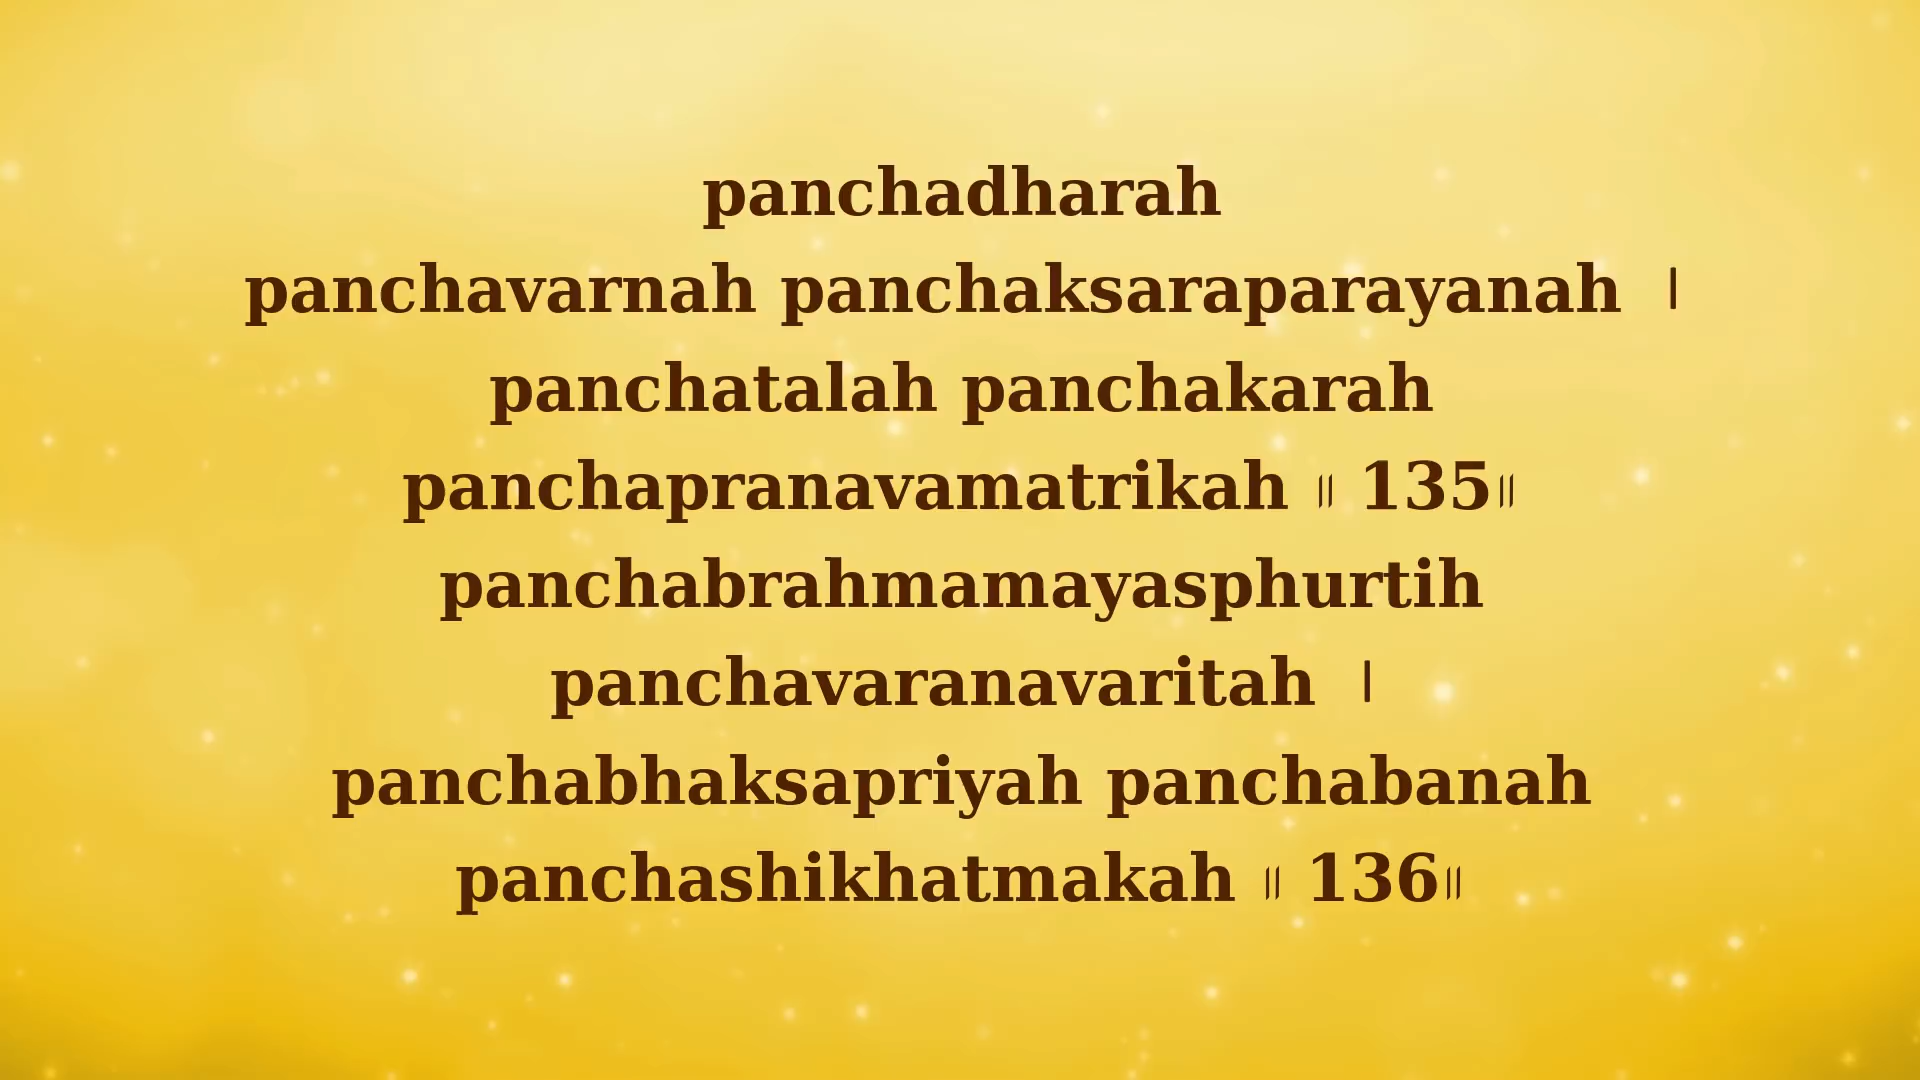 panchadharah
panchavarnah panchaksaraparayanah ।
panchatalah panchakarah
panchapranavamatrikah ॥ 135॥
panchabrahmamayasphurtih
panchavaranavaritah ।
panchabhaksapriyah panchabanah
panchashikhatmakah ॥ 136॥